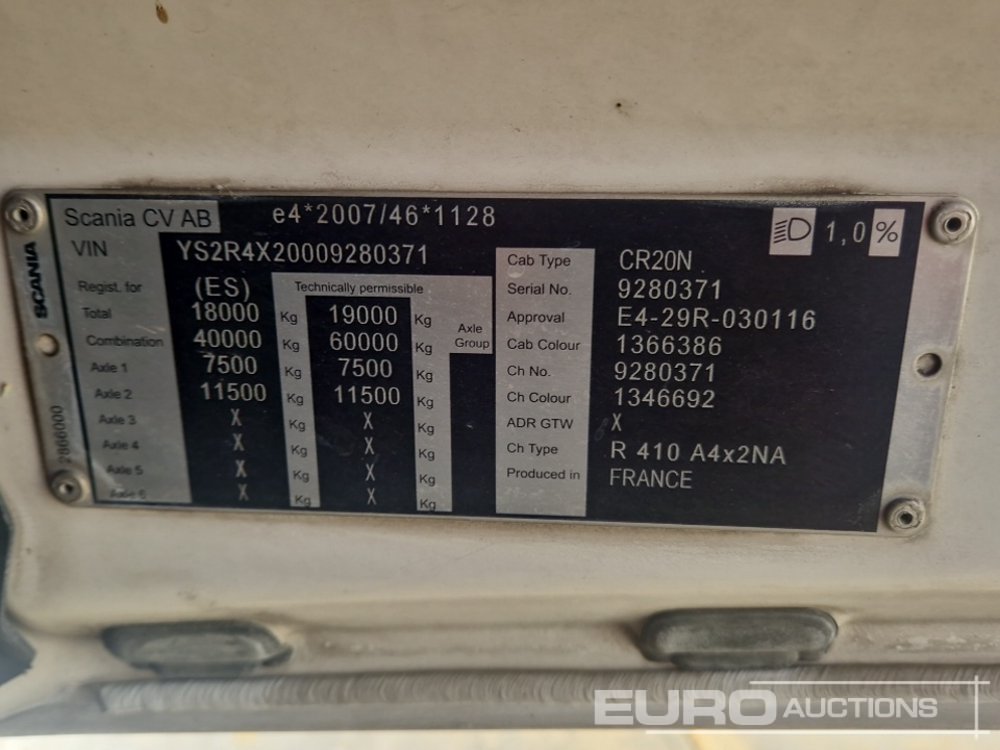 Scania CV AB e4*2007/46*1128 1,0 %
VIN YS2R4X20009280371
SCANIA
2866000
Regist. for (ES) Technically permissible
Total 18000 Kg 19000 Kg
Combination 40000 Kg 60000 Kg Axle Group
Axle 1 7500 Kg 7500 Kg
Axle 2 11500 Kg 11500 Kg
Axle 3 X Kg X Kg
Axle 4 X Kg X Kg
Axle 5 X Kg X Kg
Axle 6 X Kg X Kg
Cab Type CR20N
Serial No. 9280371
Approval E4-29R-030116
Cab Colour 1366386
Ch No. 9280371
Ch Colour 1346692
ADR GTW X
Ch Type R 410 A4x2NA
Produced in FRANCE
EURO AUCTIONS